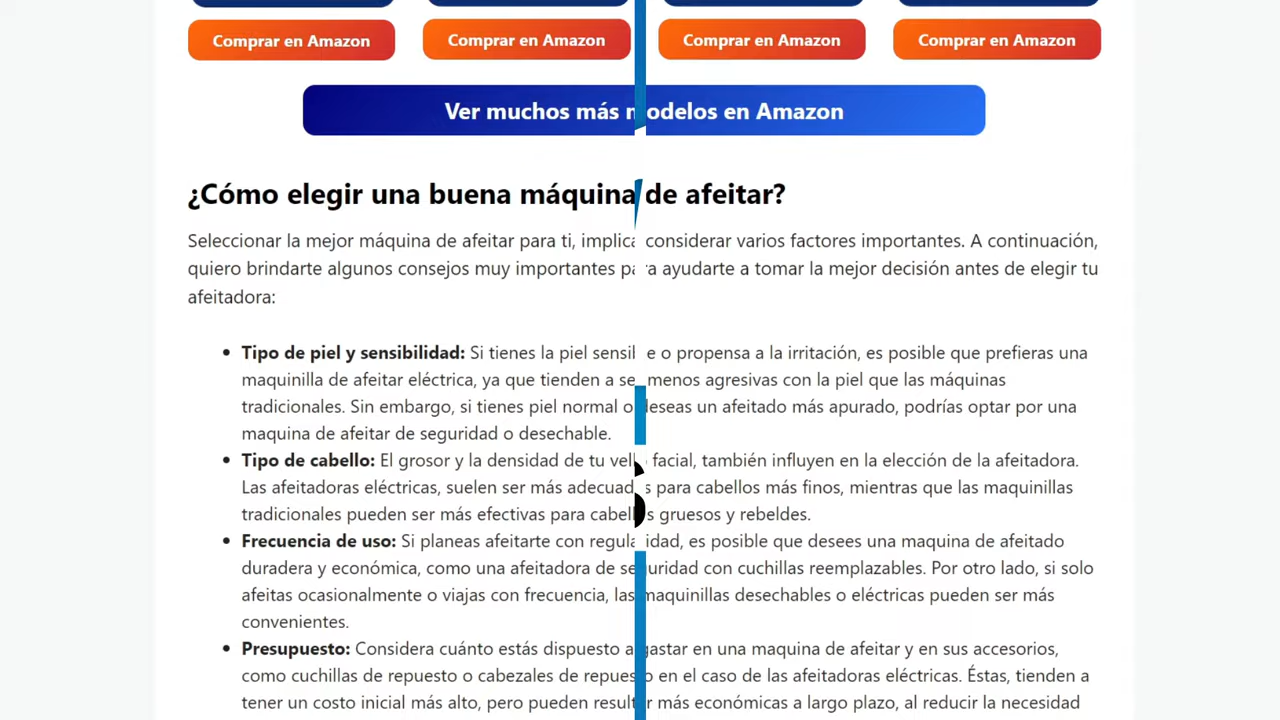 Comprar en Amazon Comprar en Amazon Comprar en Amazon Comprar en Amazon
Ver muchos más modelos en Amazon
¿Cómo elegir una buena máquina de afeitar?
Seleccionar la mejor máquina de afeitar para ti, implica considerar varios factores importantes. A continuación,
quiero brindarte algunos consejos muy importantes para ayudarte a tomar la mejor decisión antes de elegir tu
afeitadora:
• Tipo de piel y sensibilidad: Si tienes la piel sensible o propensa a la irritación, es posible que prefieras una
maquinilla de afeitar eléctrica, ya que tienden a ser menos agresivas con la piel que las máquinas
tradicionales. Sin embargo, si tienes piel normal o deseas un afeitado más apurado, podrías optar por una
maquina de afeitar de seguridad o desechable.
• Tipo de cabello: El grosor y la densidad de tu vello facial, también influyen en la elección de la afeitadora.
Las afeitadoras eléctricas, suelen ser más adecuadas para cabellos más finos, mientras que las maquinillas
tradicionales pueden ser más efectivas para cabellos gruesos y rebeldes.
• Frecuencia de uso: Si planeas afeitarte con regularidad, es posible que desees una maquina de afeitado
duradera y económica, como una afeitadora de seguridad con cuchillas reemplazables. Por otro lado, si solo
afeitas ocasionalmente o viajas con frecuencia, las maquinillas desechables o eléctricas pueden ser más
convenientes.
• Presupuesto: Considera cuánto estás dispuesto a gastar en una maquina de afeitar y en sus accesorios,
como cuchillas de repuesto o cabezales de repuesto en el caso de las afeitadoras eléctricas. Éstas, tienden a
tener un costo inicial más alto, pero pueden resultar más económicas a largo plazo, al reducir la necesidad